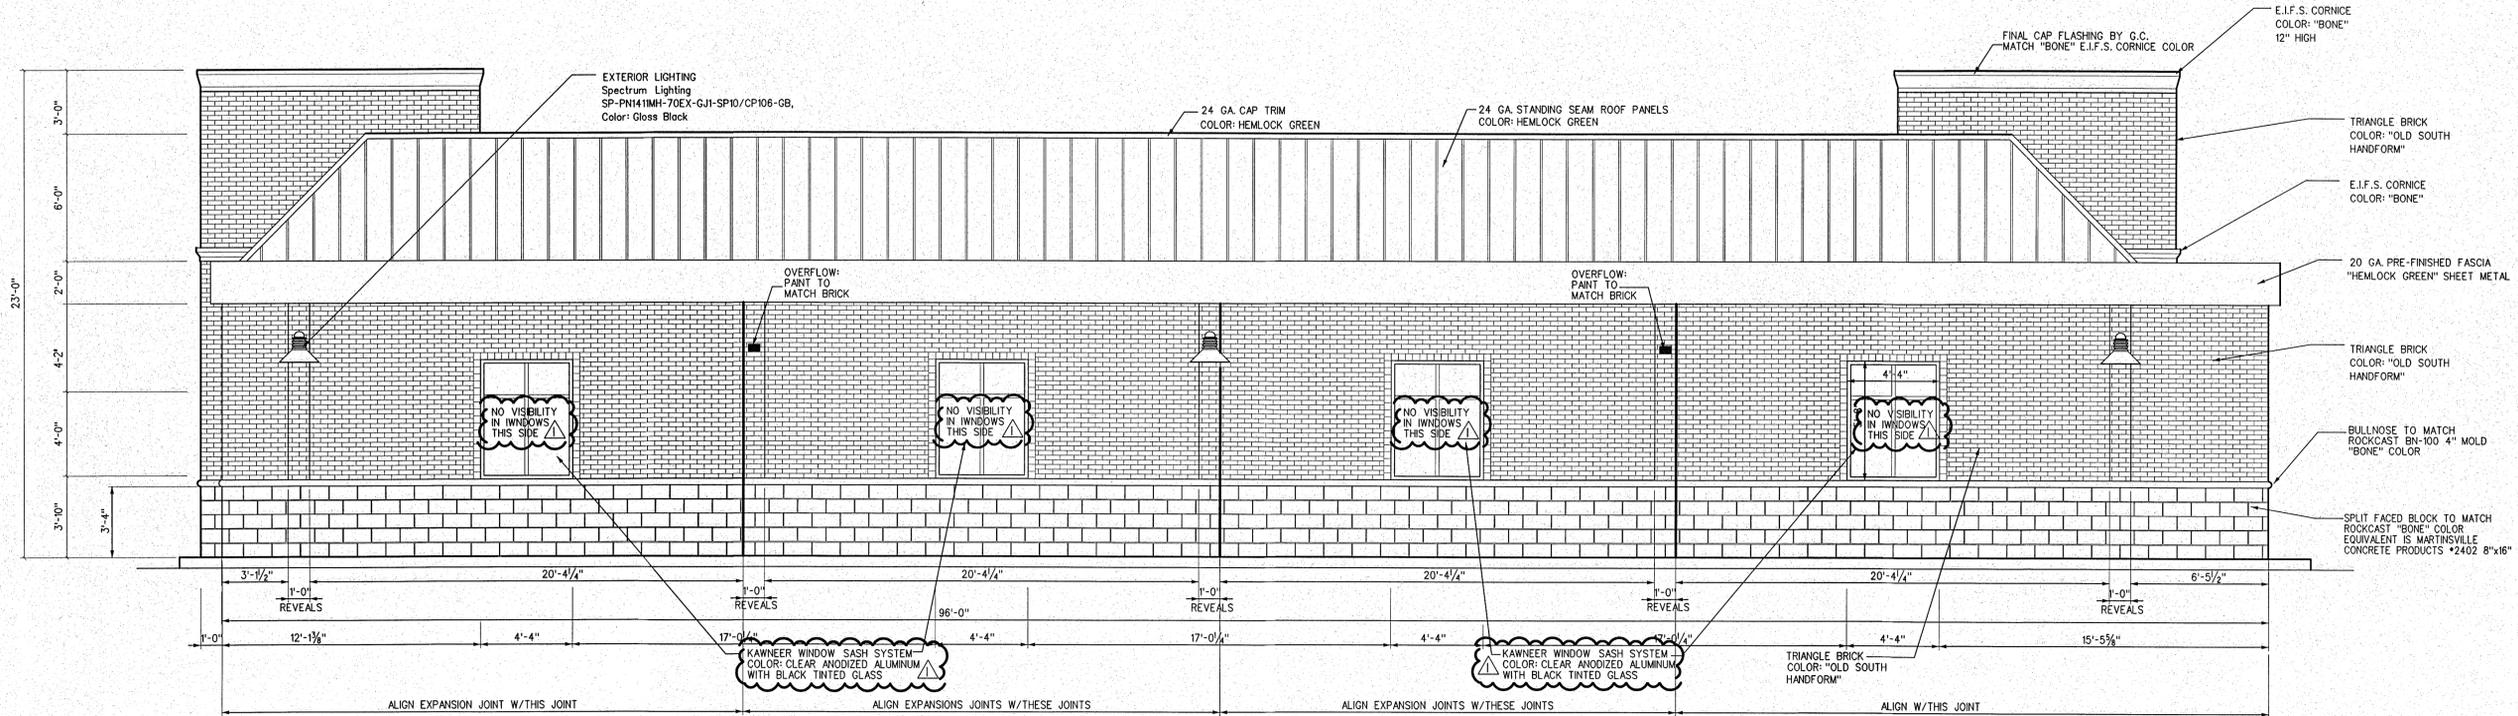 E.I.F.S. CORNICE
COLOR: "BONE"
12" HIGH
FINAL CAP FLASHING BY G.C.
MATCH "BONE" E.I.F.S. CORNICE COLOR
EXTERIOR LIGHTING
Spectrum Lighting
SP-PN1411MH-70EX-GJ1-SP10/CP106-GB,
Color: Gloss Black
24 GA. CAP TRIM
COLOR: HEMLOCK GREEN
24 GA. STANDING SEAM ROOF PANELS
COLOR: HEMLOCK GREEN
TRIANGLE BRICK
COLOR: "OLD SOUTH
HANDFORM"
E.I.F.S. CORNICE
COLOR: "BONE"
20 GA. PRE-FINISHED FASCIA
"HEMLOCK GREEN" SHEET METAL
23'-0"
3'-0"
6'-0"
2'-0"
4'-2"
4'-0"
3'-10"
3'-4"
OVERFLOW:
PAINT TO
MATCH BRICK
OVERFLOW:
PAINT TO
MATCH BRICK
TRIANGLE BRICK
COLOR: "OLD SOUTH
HANDFORM"
4'-4"
NO VISIBILITY
IN IWNDOWS
THIS SIDE
1
NO VISIBILITY
IN IWNDOWS
THIS SIDE
1
NO VISIBILITY
IN IWNDOWS
THIS SIDE
1
NO VISIBILITY
IN IWNDOWS
THIS SIDE
1
BULLNOSE TO MATCH
ROCKCAST BN-100 4" MOLD
"BONE" COLOR
SPLIT FACED BLOCK TO MATCH
ROCKCAST "BONE" COLOR
EQUIVALENT IS MARTINSVILLE
CONCRETE PRODUCTS #2402 8"x16"
3'-1½" 20'-4¼" 20'-4¼" 20'-4¼" 20'-4¼" 6'-5½"
1'-0" 1'-0" 1'-0" 1'-0" 1'-0"
REVEALS REVEALS REVEALS REVEALS REVEALS
96'-0"
1'-0" 12'-1⅜" 4'-4" 17'-0¼" 4'-4" 17'-0¼" 4'-4" 17'-0¼" 4'-4" 15'-5⅝"
KAWNEER WINDOW SASH SYSTEM
COLOR: CLEAR ANODIZED ALUMINUM
WITH BLACK TINTED GLASS
1
KAWNEER WINDOW SASH SYSTEM
COLOR: CLEAR ANODIZED ALUMINUM
WITH BLACK TINTED GLASS
1
TRIANGLE BRICK
COLOR: "OLD SOUTH
HANDFORM"
ALIGN EXPANSION JOINT W/THIS JOINT
ALIGN EXPANSIONS JOINTS W/THESE JOINTS
ALIGN EXPANSION JOINTS W/THESE JOINTS
ALIGN W/THIS JOINT